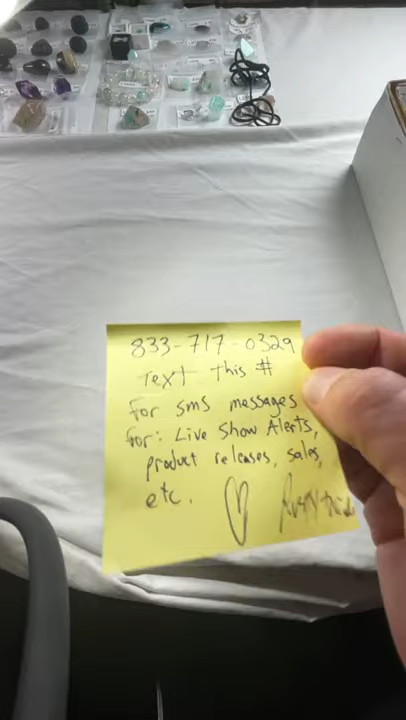 833-717-0329
Text this #
For sms messages
for: Live Show Alerts,
product releases, sales,
etc. ♡